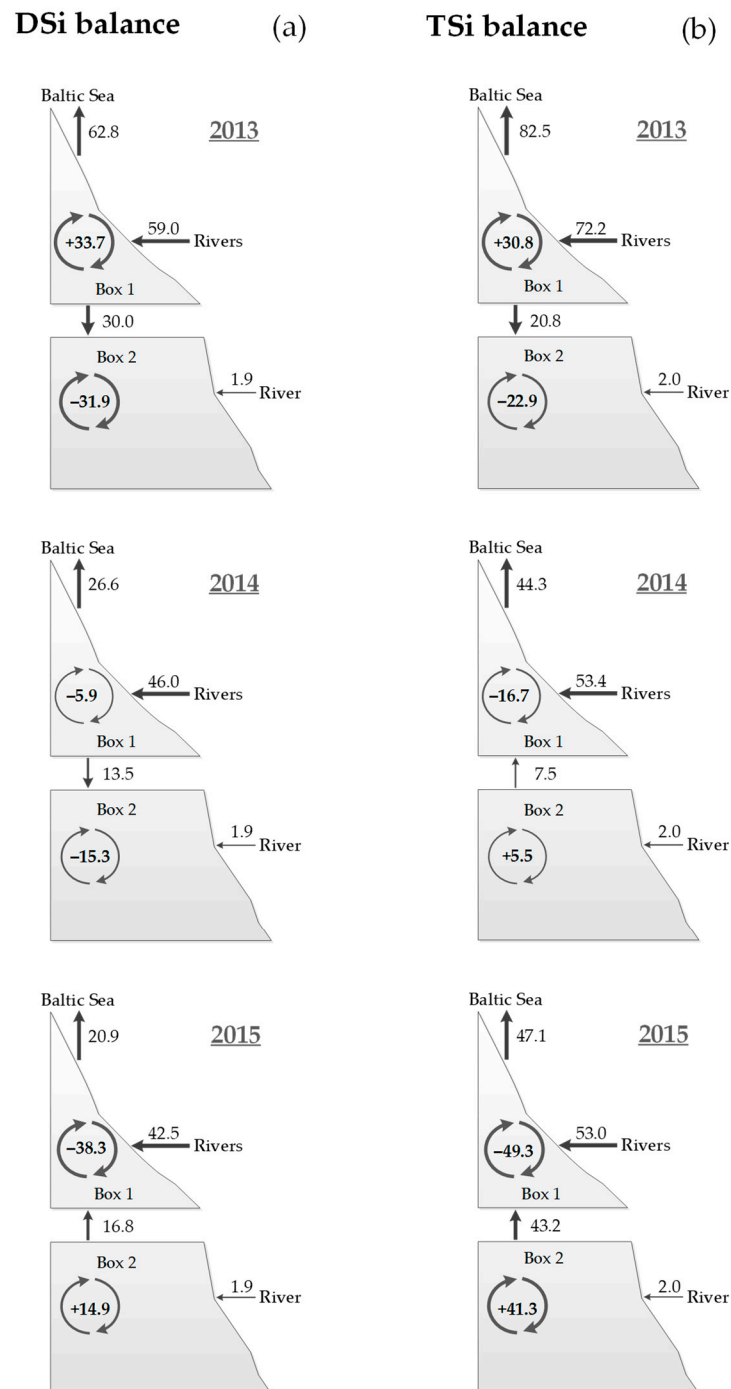 DSi balance (a)
Baltic Sea
62.8
2013
59.0
Rivers
+33.7
Box 1
30.0
Box 2
1.9
River
−31.9
Baltic Sea
26.6
2014
46.0
Rivers
−5.9
Box 1
13.5
Box 2
1.9
River
−15.3
Baltic Sea
20.9
2015
42.5
Rivers
−38.3
Box 1
16.8
Box 2
1.9
River
+14.9
TSi balance (b)
Baltic Sea
82.5
2013
72.2
Rivers
+30.8
Box 1
20.8
Box 2
2.0
River
−22.9
Baltic Sea
44.3
2014
53.4
Rivers
−16.7
Box 1
7.5
Box 2
2.0
River
+5.5
Baltic Sea
47.1
2015
53.0
Rivers
−49.3
Box 1
43.2
Box 2
2.0
River
+41.3